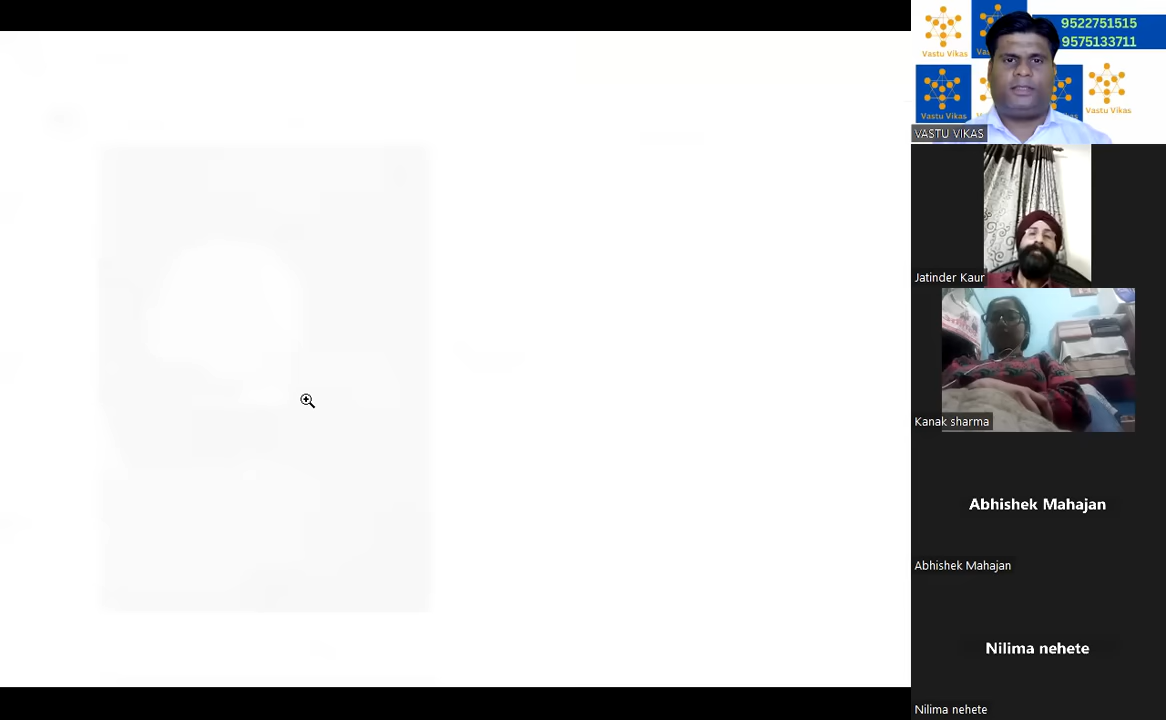 9522751515
9575133711
Vastu Vikas
Vastu Vikas
Vastu Vikas
VASTU VIKAS
Jatinder Kaur
Kanak sharma
Abhishek Mahajan
Abhishek Mahajan
Nilima nehete
Nilima nehete